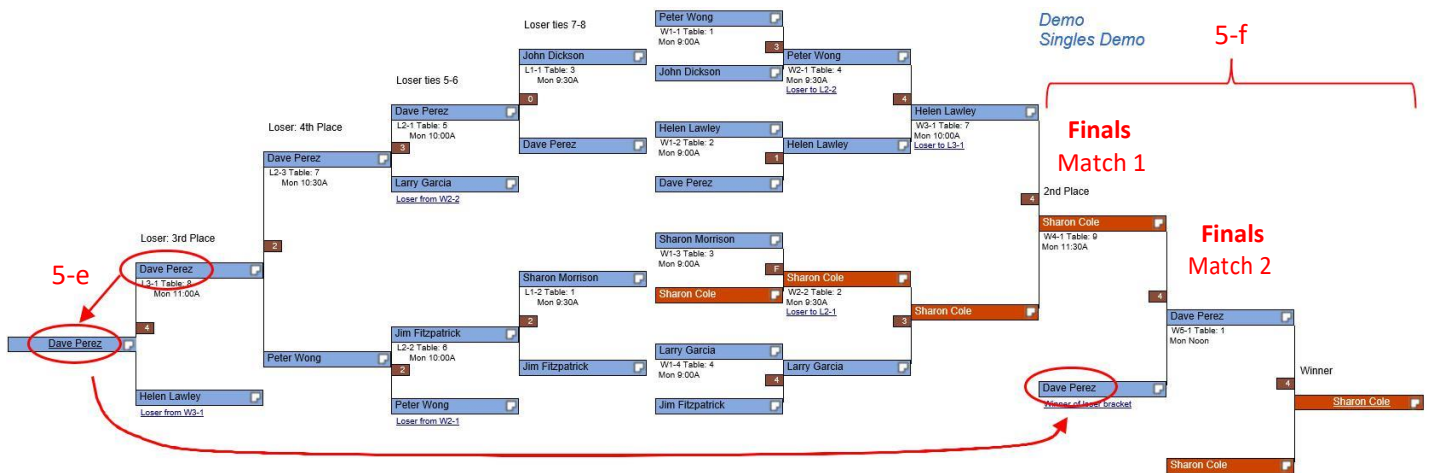 Demo
Singles Demo
5-f
Loser ties 7-8
Peter Wong
W1-1 Table: 1
Mon 9:00A
3
John Dickson
John Dickson
L1-1 Table: 3
Mon 9:30A
0
Dave Perez
Peter Wong
W2-1 Table: 4
Mon 9:30A
Loser to L2-2
4
Loser ties 5-6
Dave Perez
L2-1 Table: 5
Mon 10:00A
3
Larry Garcia
Loser from W2-2
Helen Lawley
W1-2 Table: 2
Mon 9:00A
1
Dave Perez
Helen Lawley
Helen Lawley
W3-1 Table: 7
Mon 10:00A
Loser to L3-1
4
Finals
Match 1
2nd Place
Loser: 4th Place
Dave Perez
L2-3 Table: 7
Mon 10:30A
2
Peter Wong
Sharon Cole
W4-1 Table: 9
Mon 11:30A
4
Finals
Match 2
Loser: 3rd Place
5-e
Dave Perez
L3-1 Table: 8
Mon 11:00A
4
Dave Perez
Helen Lawley
Loser from W3-1
Sharon Morrison
L1-2 Table: 1
Mon 9:30A
2
Jim Fitzpatrick
Jim Fitzpatrick
L2-2 Table: 6
Mon 10:00A
2
Peter Wong
Loser from W2-1
Sharon Morrison
W1-3 Table: 3
Mon 9:00A
F
Sharon Cole
Sharon Cole
W2-2 Table: 2
Mon 9:30A
Loser to L2-1
3
Sharon Cole
Larry Garcia
W1-4 Table: 4
Mon 9:00A
4
Jim Fitzpatrick
Larry Garcia
Dave Perez
W5-1 Table: 1
Mon Noon
4
Dave Perez
Winner of loser bracket
Winner
Sharon Cole
Sharon Cole